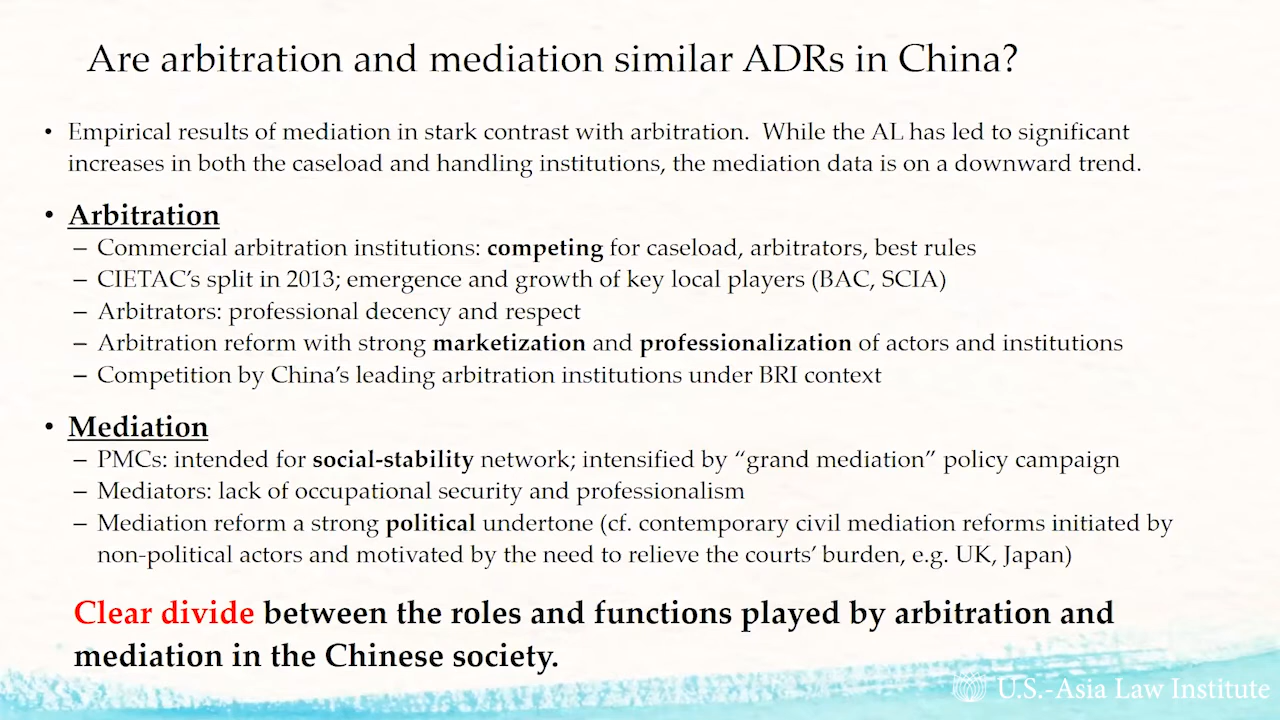 Are arbitration and mediation similar ADRs in China?
• Empirical results of mediation in stark contrast with arbitration. While the AL has led to significant
increases in both the caseload and handling institutions, the mediation data is on a downward trend.
• Arbitration
– Commercial arbitration institutions: competing for caseload, arbitrators, best rules
– CIETAC’s split in 2013; emergence and growth of key local players (BAC, SCIA)
– Arbitrators: professional decency and respect
– Arbitration reform with strong marketization and professionalization of actors and institutions
– Competition by China’s leading arbitration institutions under BRI context
• Mediation
– PMCs: intended for social-stability network; intensified by “grand mediation” policy campaign
– Mediators: lack of occupational security and professionalism
– Mediation reform a strong political undertone (cf. contemporary civil mediation reforms initiated by
non-political actors and motivated by the need to relieve the courts’ burden, e.g. UK, Japan)
Clear divide between the roles and functions played by arbitration and
mediation in the Chinese society.
U.S.-Asia Law Institute